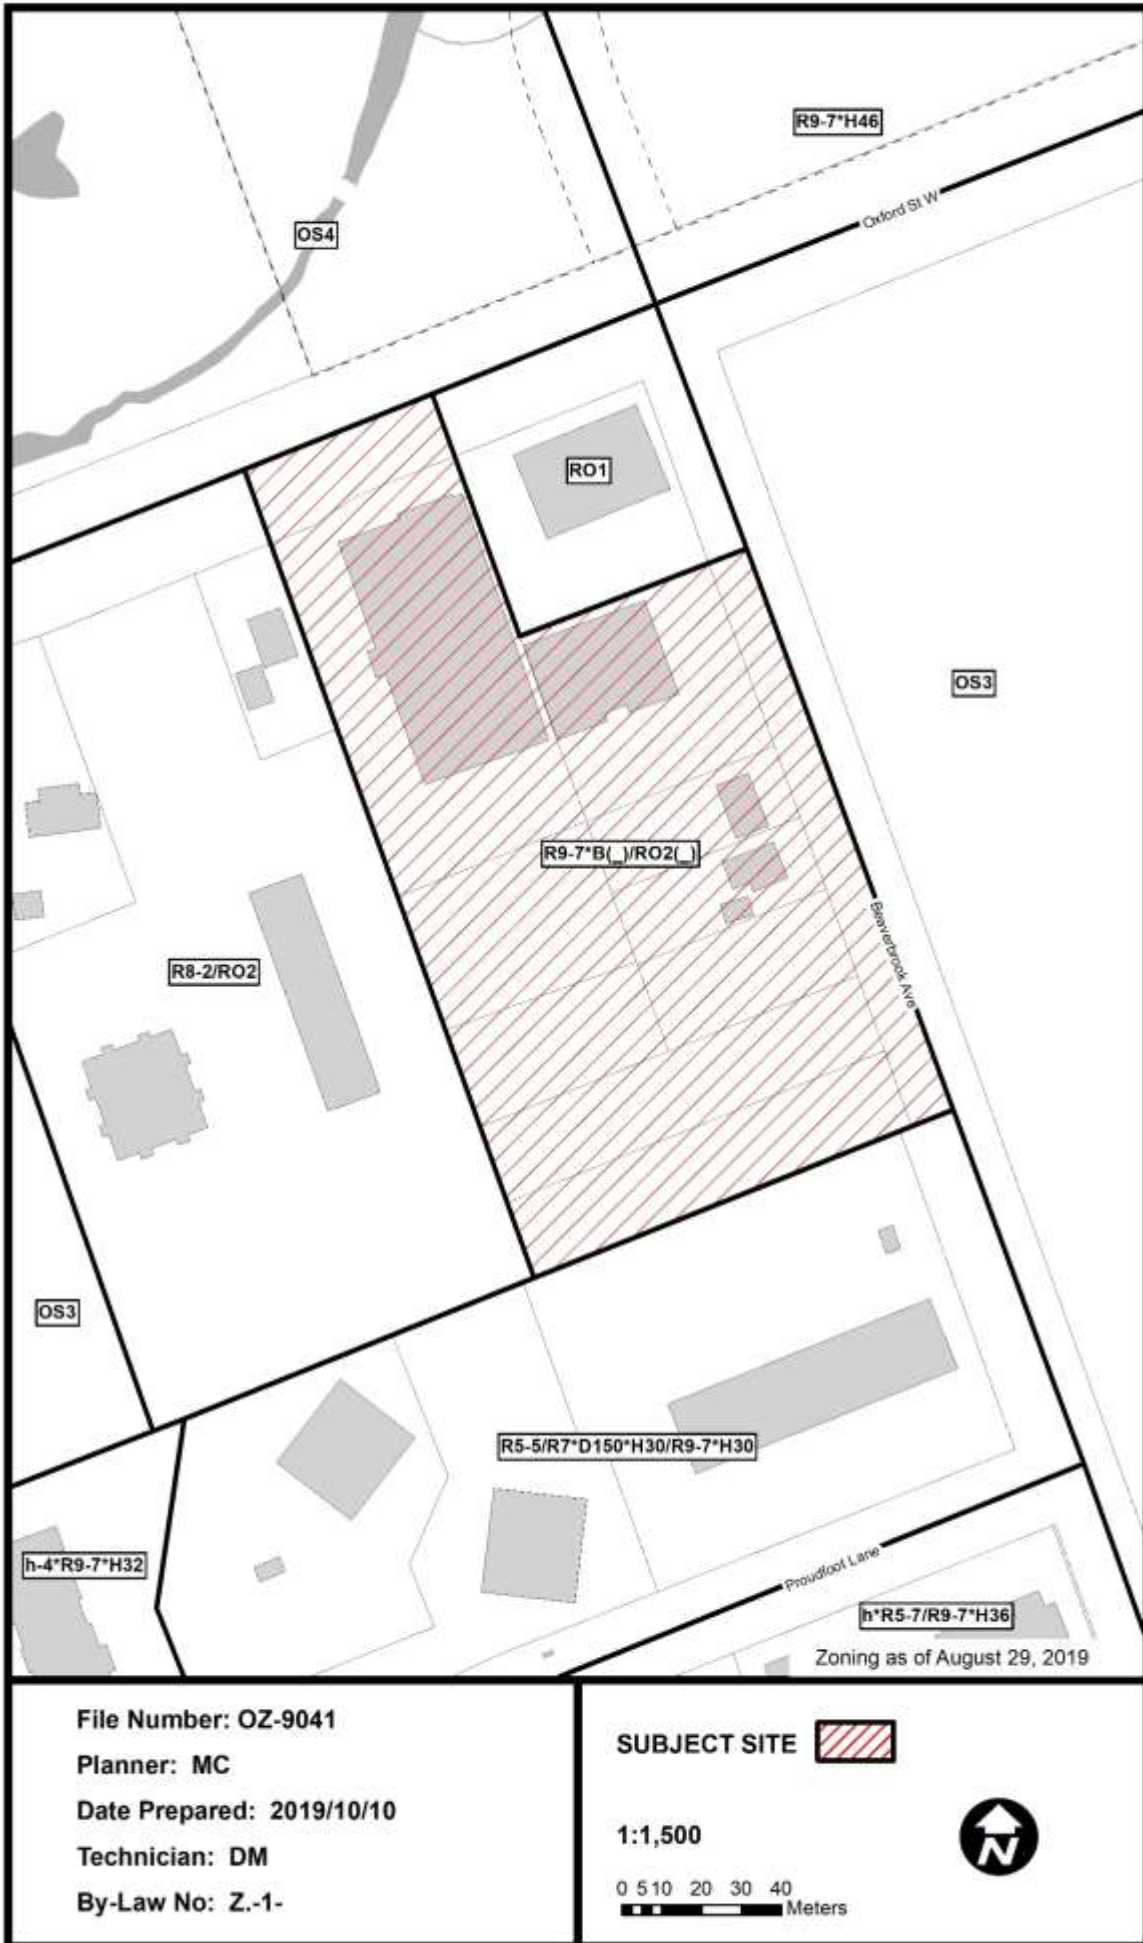 R9-7*H46
Oxford St W
OS4
RO1
OS3
R9-7*B(_)/RO2(_)
Beaverbrook Ave
R8-2/RO2
OS3
R5-5/R7*D150*H30/R9-7*H30
h-4*R9-7*H32
Proudfoot Lane
h*R5-7/R9-7*H36
Zoning as of August 29, 2019
File Number: OZ-9041
Planner: MC
Date Prepared: 2019/10/10
Technician: DM
By-Law No: Z.-1-
SUBJECT SITE
1:1,500
0 5 10 20 30 40
Meters
N